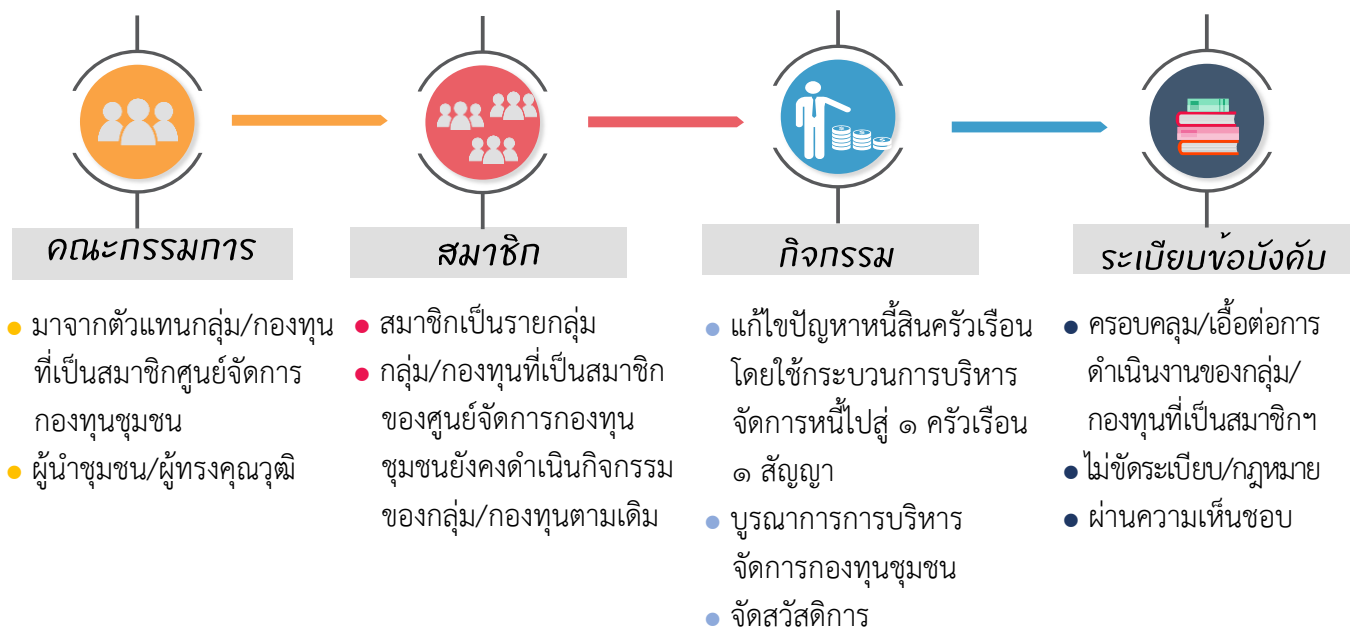 คณะกรรมการ
มาจากตัวแทนกลุ่ม/กองทุน
ที่เป็นสมาชิกศูนย์จัดการ
กองทุนชุมชน
ผู้นำชุมชน/ผู้ทรงคุณวุฒิ
สมาชิก
สมาชิกเป็นรายกลุ่ม
กลุ่ม/กองทุนที่เป็นสมาชิก
ของศูนย์จัดการกองทุน
ชุมชนยังคงดำเนินกิจกรรม
ของกลุ่ม/กองทุนตามเดิม
กิจกรรม
แก้ไขปัญหาหนี้สินครัวเรือน
โดยใช้กระบวนการบริหาร
จัดการหนี้ไปสู่ ๑ ครัวเรือน
๑ สัญญา
บูรณาการการบริหาร
จัดการกองทุนชุมชน
จัดสวัสดิการ
ระเบียบข้อบังคับ
ครอบคลุม/เอื้อต่อการ
ดำเนินงานของกลุ่ม/
กองทุนที่เป็นสมาชิกฯ
ไม่ขัดระเบียบ/กฎหมาย
ผ่านความเห็นชอบ